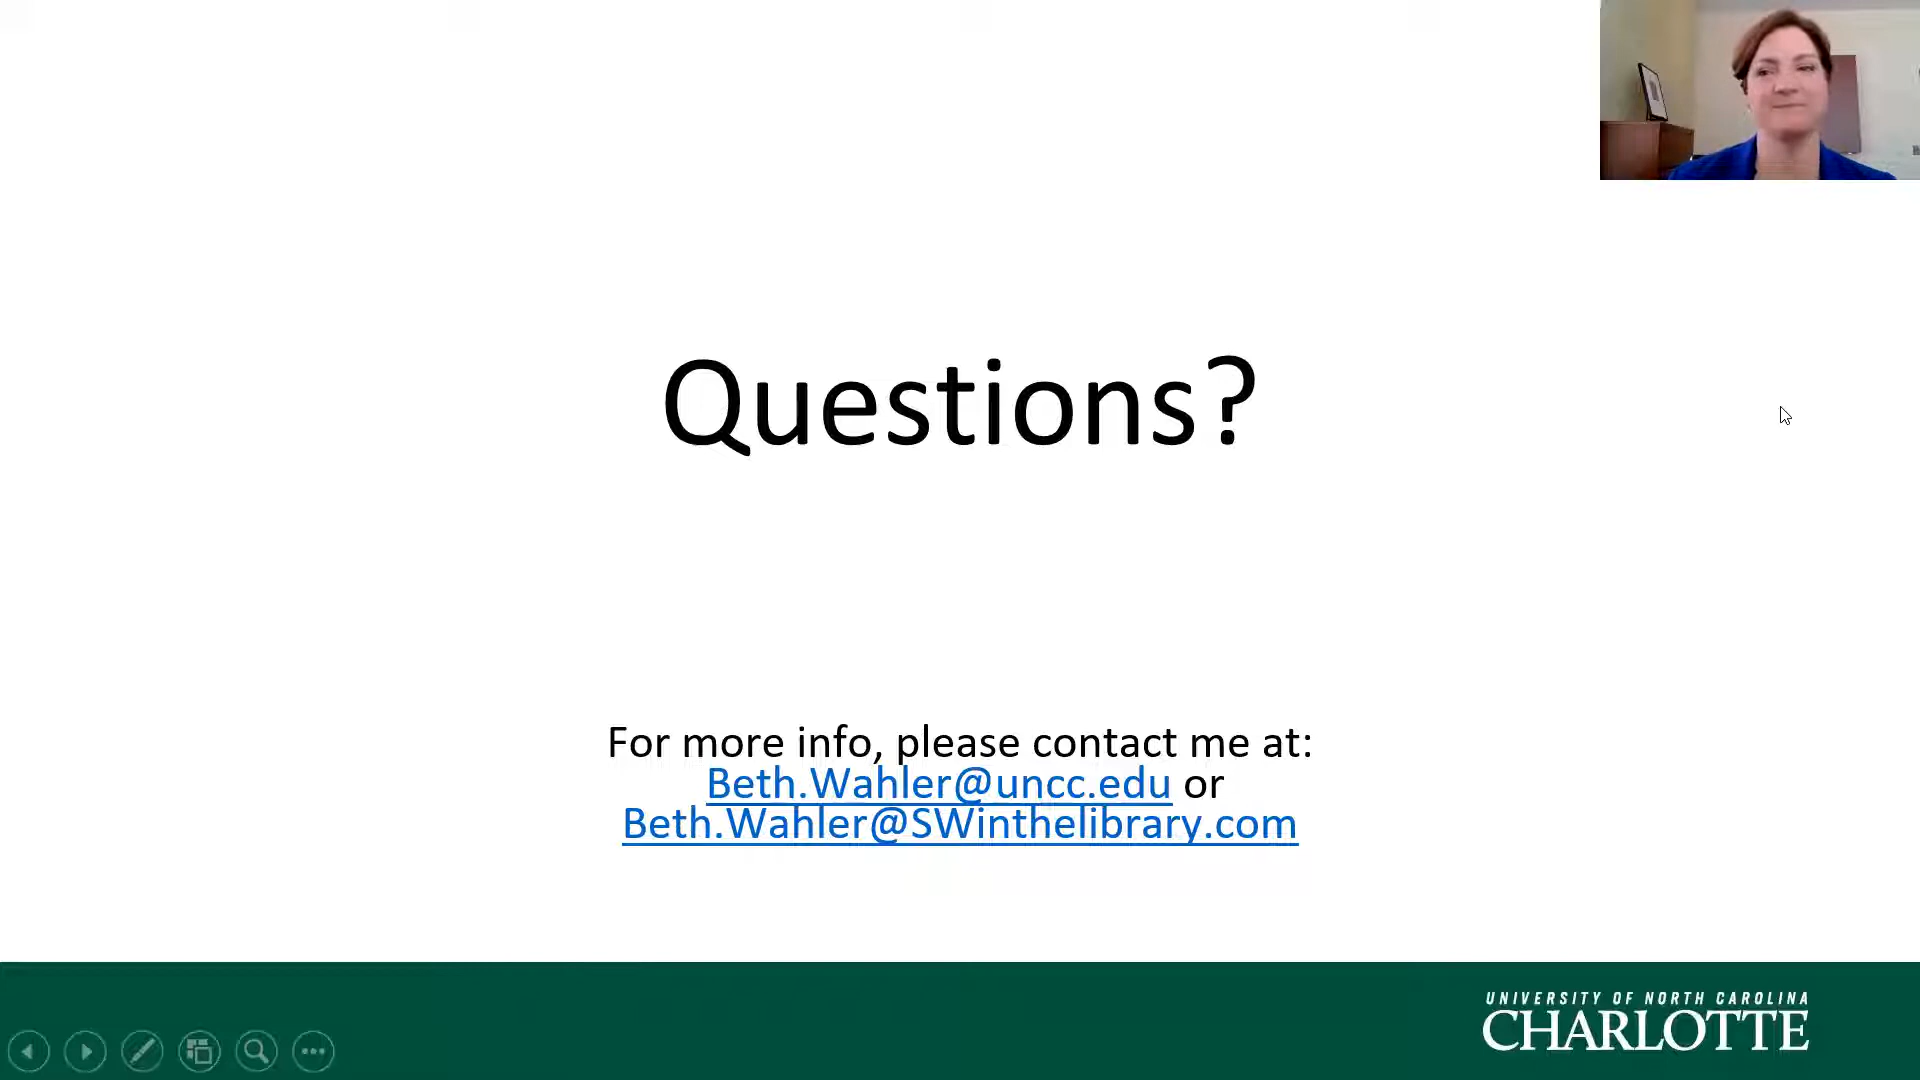 Questions?
For more info, please contact me at:
Beth.Wahler@uncc.edu or
Beth.Wahler@SWinthelibrary.com
UNIVERSITY OF NORTH CAROLINA
CHARLOTTE